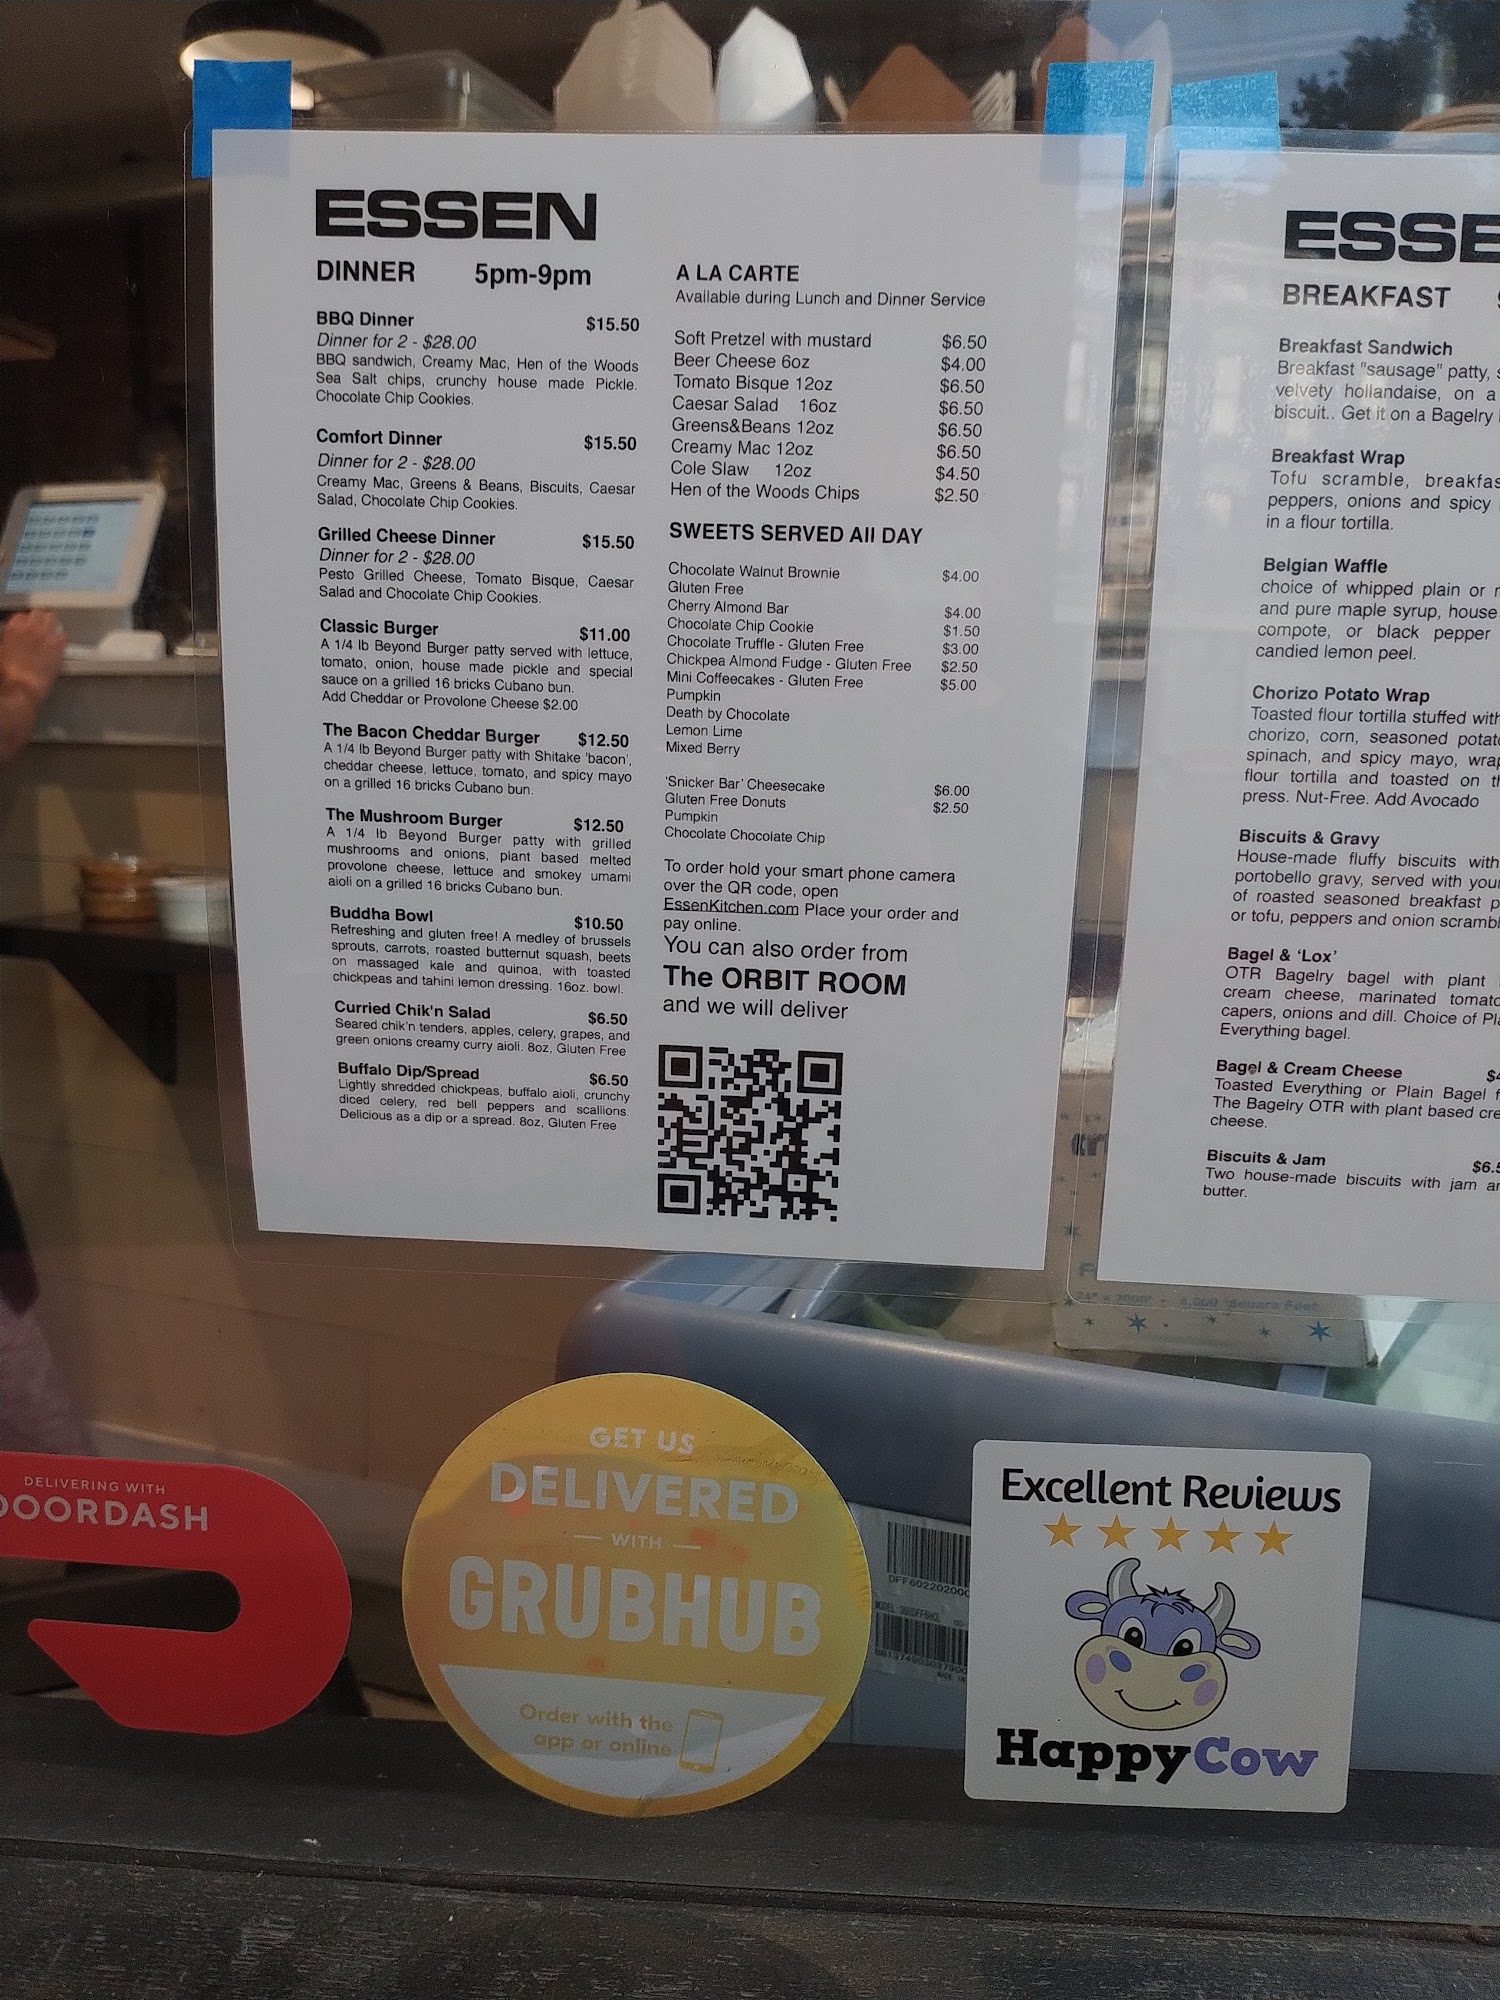 ESSEN
DINNER 5pm-9pm
BBQ Dinner $15.50
Dinner for 2 - $28.00
BBQ sandwich, Creamy Mac, Hen of the Woods
Sea Salt chips, crunchy house made Pickle.
Chocolate Chip Cookies.
Comfort Dinner $15.50
Dinner for 2 - $28.00
Creamy Mac, Greens & Beans, Biscuits, Caesar
Salad, Chocolate Chip Cookies.
Grilled Cheese Dinner $15.50
Dinner for 2 - $28.00
Pesto Grilled Cheese, Tomato Bisque, Caesar
Salad and Chocolate Chip Cookies.
Classic Burger $11.00
A 1/4 lb Beyond Burger patty served with lettuce,
tomato, onion, house made pickle and special
sauce on a grilled 16 bricks Cubano bun.
Add Cheddar or Provolone Cheese $2.00
The Bacon Cheddar Burger $12.50
A 1/4 lb Beyond Burger patty with Shitake 'bacon',
cheddar cheese, lettuce, tomato, and spicy mayo
on a grilled 16 bricks Cubano bun.
The Mushroom Burger $12.50
A 1/4 lb Beyond Burger patty with grilled
mushrooms and onions, plant based melted
provolone cheese, lettuce and smokey umami
aioli on a grilled 16 bricks Cubano bun.
Buddha Bowl $10.50
Refreshing and gluten free! A medley of brussels
sprouts, carrots, roasted butternut squash, beets
on massaged kale and quinoa, with toasted
chickpeas and tahini lemon dressing. 16oz. bowl.
Curried Chik'n Salad $6.50
Seared chik'n tenders, apples, celery, grapes, and
green onions creamy curry aioli. 8oz, Gluten Free
Buffalo Dip/Spread $6.50
Lightly shredded chickpeas, buffalo aioli, crunchy
diced celery, red bell peppers and scallions.
Delicious as a dip or a spread. 8oz, Gluten Free
A LA CARTE
Available during Lunch and Dinner Service
Soft Pretzel with mustard $6.50
Beer Cheese 6oz $4.00
Tomato Bisque 12oz $6.50
Caesar Salad 16oz $6.50
Greens&Beans 12oz $6.50
Creamy Mac 12oz $6.50
Cole Slaw 12oz $4.50
Hen of the Woods Chips $2.50
SWEETS SERVED All DAY
Chocolate Walnut Brownie $4.00
Gluten Free
Cherry Almond Bar $4.00
Chocolate Chip Cookie $1.50
Chocolate Truffle - Gluten Free $3.00
Chickpea Almond Fudge - Gluten Free $2.50
Mini Coffeecakes - Gluten Free $5.00
Pumpkin
Death by Chocolate
Lemon Lime
Mixed Berry
'Snicker Bar' Cheesecake $6.00
Gluten Free Donuts $2.50
Pumpkin
Chocolate Chocolate Chip
To order hold your smart phone camera
over the QR code, open
EssenKitchen.com Place your order and
pay online.
You can also order from
The ORBIT ROOM
and we will deliver
ESSE
BREAKFAST
Breakfast Sandwich
Breakfast "sausage" patty,
velvety hollandaise, on a
biscuit.. Get it on a Bagelry
Breakfast Wrap
Tofu scramble, breakfas
peppers, onions and spicy
in a flour tortilla.
Belgian Waffle
choice of whipped plain or
and pure maple syrup, house
compote, or black pepper
candied lemon peel.
Chorizo Potato Wrap
Toasted flour tortilla stuffed with
chorizo, corn, seasoned potato
spinach, and spicy mayo, wrap
flour tortilla and toasted on
press. Nut-Free. Add Avocado
Biscuits & Gravy
House-made fluffy biscuits with
portobello gravy, served with your
of roasted seasoned breakfast p
or tofu, peppers and onion scrambl
Bagel & 'Lox'
OTR Bagelry bagel with plant
cream cheese, marinated tomato
capers, onions and dill. Choice of Pla
Everything bagel.
Bagel & Cream Cheese
Toasted Everything or Plain Bagel f
The Bagelry OTR with plant based cre
cheese.
Biscuits & Jam $6.5
Two house-made biscuits with jam an
butter.
24" x 2000' - 4,000 Square Feet
DELIVERING WITH
DOORDASH
GET US
DELIVERED
— WITH —
GRUBHUB
Order with the
app or online
Excellent Reviews
HappyCow